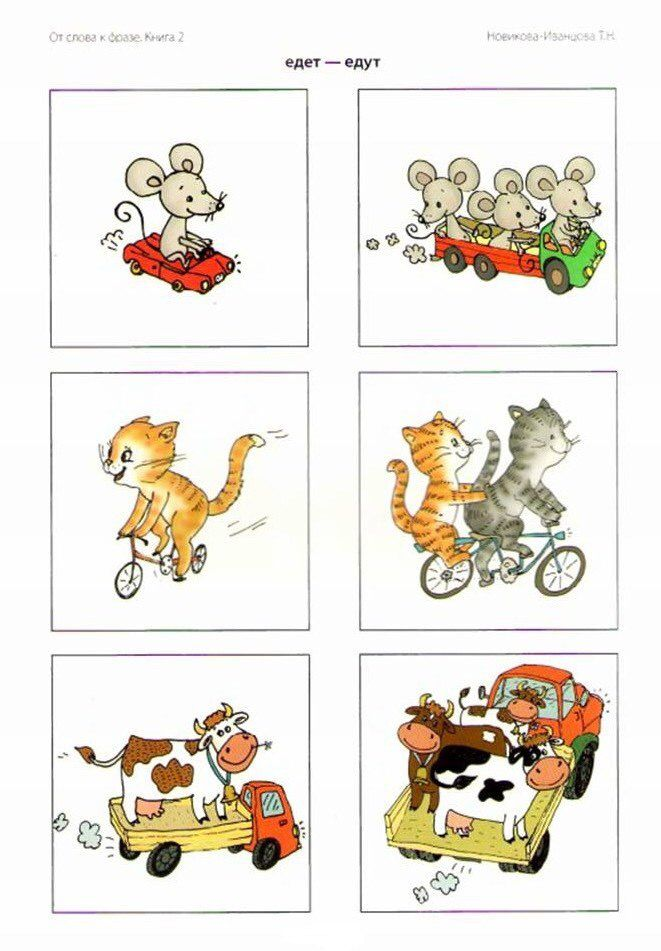 От слова к фразе. Книга 2
Новикова-Иванцова Т.Н.
едет — едут